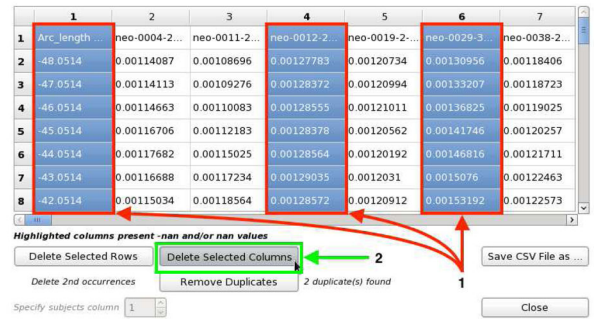 1 2 3 4 5 6 7
1 Arc_length ... neo-0004-2... neo-0011-2... neo-0012-2... neo-0019-2-... neo-0029-3... neo-0038-2...
2 -48.0514 0.00114087 0.00108696 0.00127783 0.00120734 0.00130956 0.00118406
3 -47.0514 0.00114113 0.00109276 0.00128372 0.00120994 0.00133207 0.00118723
4 -46.0514 0.00114663 0.00110083 0.00128555 0.00121011 0.00136825 0.00119025
5 -45.0514 0.00116706 0.00112183 0.00128378 0.00120562 0.00141746 0.00120257
6 -44.0514 0.00117682 0.00115025 0.00128564 0.00120192 0.00146816 0.00121711
7 -43.0514 0.00116688 0.00117234 0.00129035 0.0012031 0.0015076 0.00122463
8 -42.0514 0.00115034 0.00118564 0.00128572 0.00120912 0.00153192 0.00122573
Highlighted columns present -nan and/or nan values
Delete Selected Rows Delete Selected Columns 2 Save CSV File as ...
1
Delete 2nd occurrences Remove Duplicates 2 duplicate(s) found
Specify subjects column 1 Close